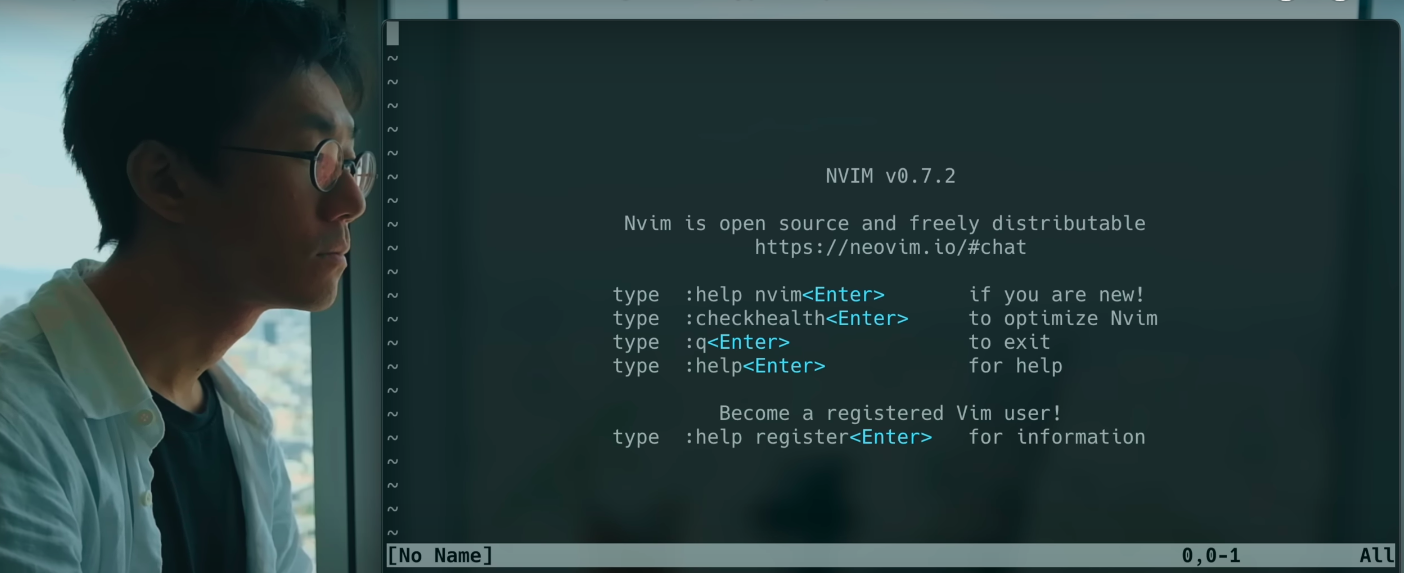 ~
~
~
~
~
~ NVIM v0.7.2
~
~ Nvim is open source and freely distributable
~ https://neovim.io/#chat
~
~ type  :help nvim<Enter>       if you are new!
~ type  :checkhealth<Enter>     to optimize Nvim
~ type  :q<Enter>               to exit
~ type  :help<Enter>            for help
~
~ Become a registered Vim user!
~ type  :help register<Enter>   for information
~
~
~
~
[No Name] 0,0-1 All